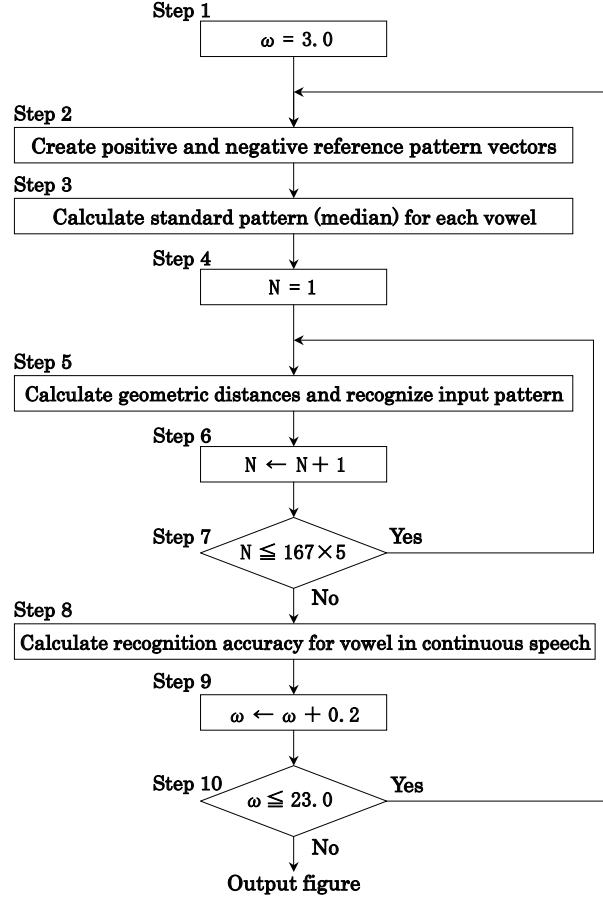 Step 1
ω = 3.0
Step 2
Create positive and negative reference pattern vectors
Step 3
Calculate standard pattern (median) for each vowel
Step 4
N = 1
Step 5
Calculate geometric distances and recognize input pattern
Step 6
N ← N + 1
Step 7
N ≦ 167×5
Yes
No
Step 8
Calculate recognition accuracy for vowel in continuous speech
Step 9
ω ← ω + 0.2
Step 10
ω ≦ 23.0
Yes
No
Output figure